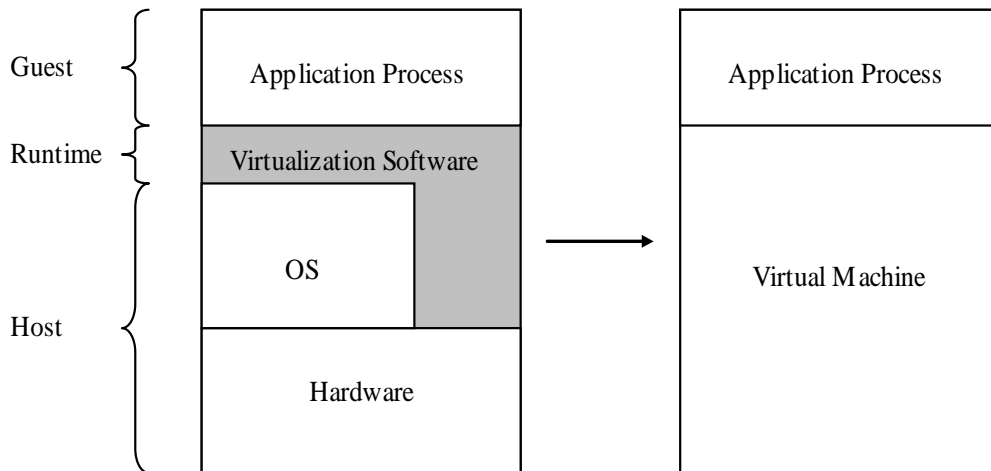 Guest
Application Process
Application Process
Runtime
Virtualization Software
OS
Virtual Machine
Host
Hardware